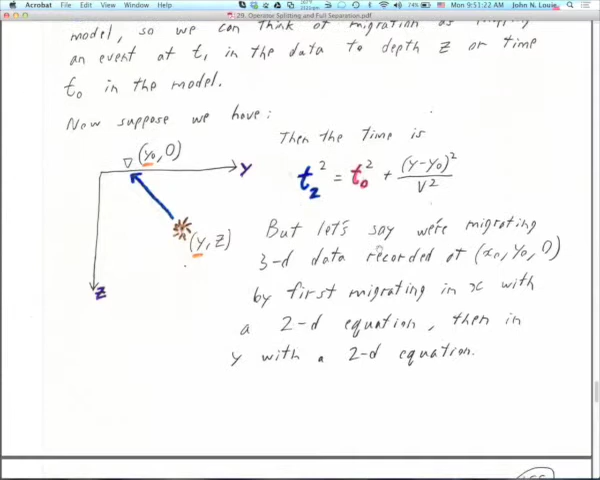 Acrobat File Edit View Window Help 74% Mon 9:51:22 AM John N. Louie
29. Operator Splitting and Full Separation.pdf
model, so we can think of migration as
an event at t₁ in the data to depth z or time
t₀ in the model.
Now suppose we have:
(y₀, 0)
Y
(y, z)
z
Then the time is
t₂² = t₀² + (y-y₀)²/V²
But let's say we're migrating
3-d data recorded at (x₀, y₀, 0)
by first migrating in x with
a 2-d equation, then in
y with a 2-d equation.